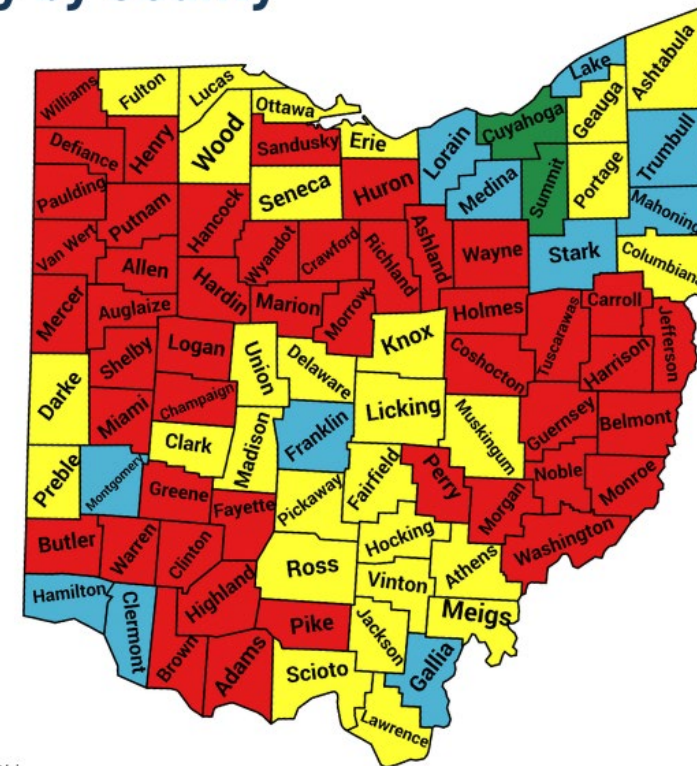 by County
Williams
Fulton
Lucas
Ottawa
Lake
Ashtabula
Geauga
Cuyahoga
Defiance
Henry
Wood
Sandusky
Erie
Lorain
Medina
Summit
Portage
Trumbull
Mahoning
Paulding
Putnam
Hancock
Seneca
Huron
Ashland
Wayne
Stark
Columbian
Van Wert
Allen
Wyandot
Crawford
Richland
Mercer
Auglaize
Hardin
Marion
Morrow
Knox
Holmes
Tuscarawas
Carroll
Jefferson
Shelby
Logan
Union
Delaware
Coshocton
Harrison
Darke
Miami
Champaign
Licking
Muskingum
Guernsey
Belmont
Clark
Madison
Franklin
Preble
Montgomery
Greene
Fayette
Pickaway
Fairfield
Perry
Morgan
Noble
Monroe
Butler
Warren
Clinton
Ross
Hocking
Athens
Washington
Hamilton
Clermont
Highland
Vinton
Meigs
Brown
Adams
Pike
Jackson
Gallia
Scioto
Lawrence